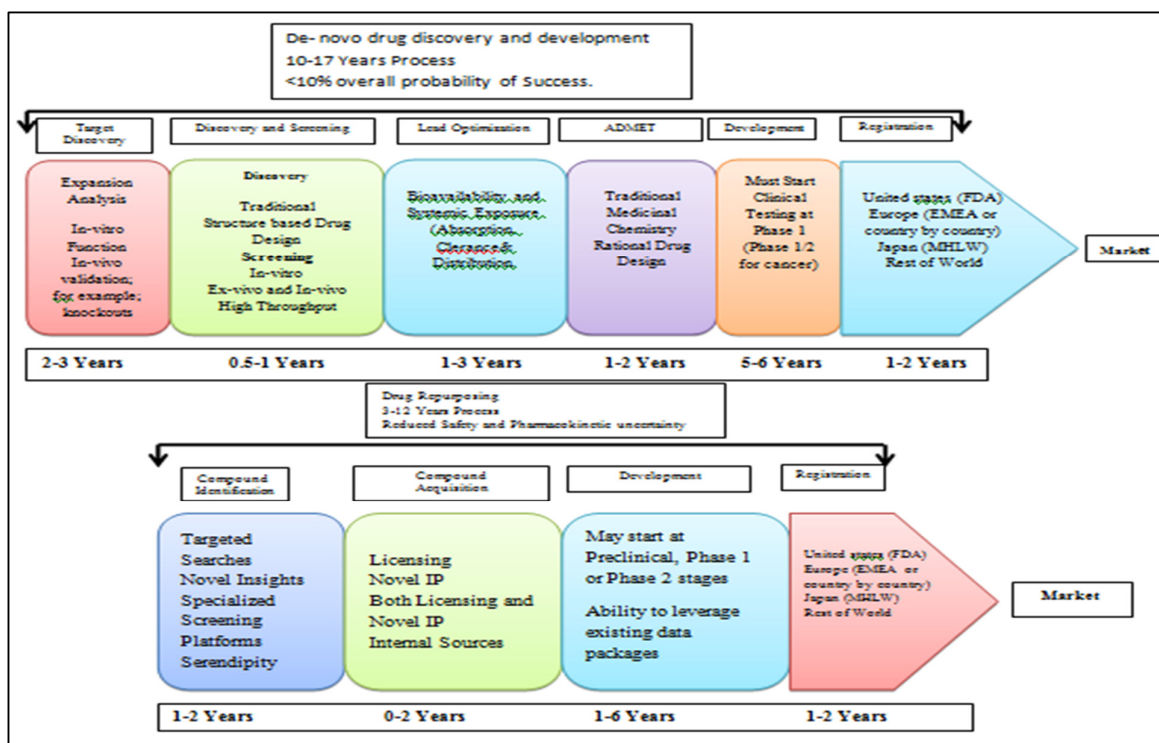 De- novo drug discovery and development
10-17 Years Process
<10% overall probability of Success.
Target
Discovery
Discovery and Screening
Lead Optimization
ADMET
Development
Registration
Expansion
Analysis
In-vitro
Function
In-vivo
validation;
for example;
knockouts
Discovery
Traditional
Structure based Drug
Design
Screening
In-vitro
Ex-vivo and In-vivo
High Throughput
Bioavailability and
Systemic Exposure
(Absorption,
Clerance&
Distribution
Traditional
Medicinal
Chemistry
Rational Drug
Design
Must Start
Clinical
Testing at
Phase 1
(Phase 1/2
for cancer)
United states (FDA)
Europe (EMEA or
country by country)
Japan (MHLW)
Rest of World
Market
2-3 Years
0.5-1 Years
1-3 Years
1-2 Years
5-6 Years
1-2 Years
Drug Repurposing
3-12 Years Process
Reduced Safety and Pharmacokinetic uncertainty
Compound
Identification
Compound
Acquisition
Development
Registration
Targeted
Searches
Novel Insights
Specialized
Screening
Platforms
Serendipity
Licensing
Novel IP
Both Licensing and
Novel IP
Internal Sources
May start at
Preclinical, Phase 1
or Phase 2 stages
Ability to leverage
existing data
packages
United states (FDA)
Europe (EMEA or
country by country)
Japan (MHLW)
Rest of World
Market
1-2 Years
0-2 Years
1-6 Years
1-2 Years